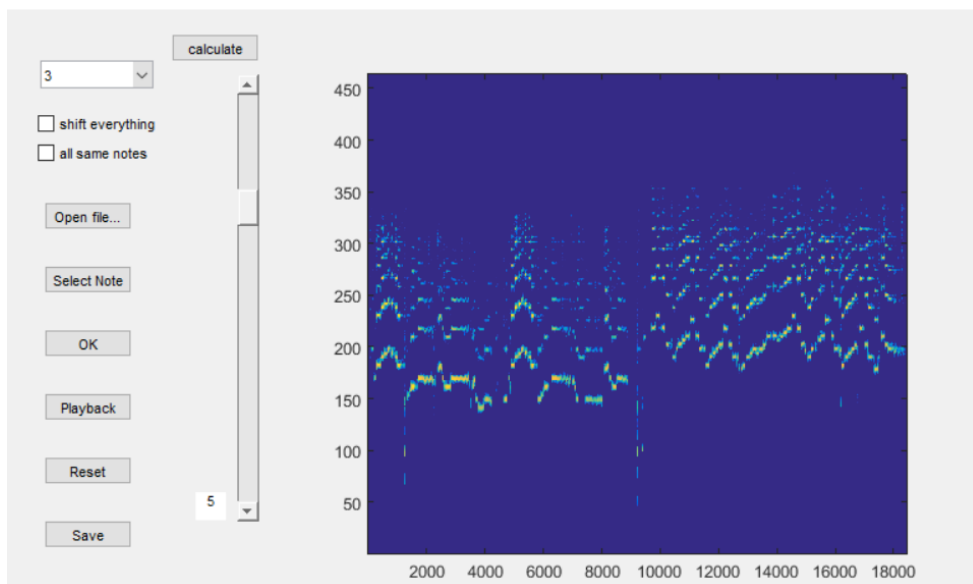 calculate
3
shift everything
all same notes
Open file...
Select Note
OK
Playback
Reset
5
Save
450
400
350
300
250
200
150
100
50
2000 4000 6000 8000 10000 12000 14000 16000 18000